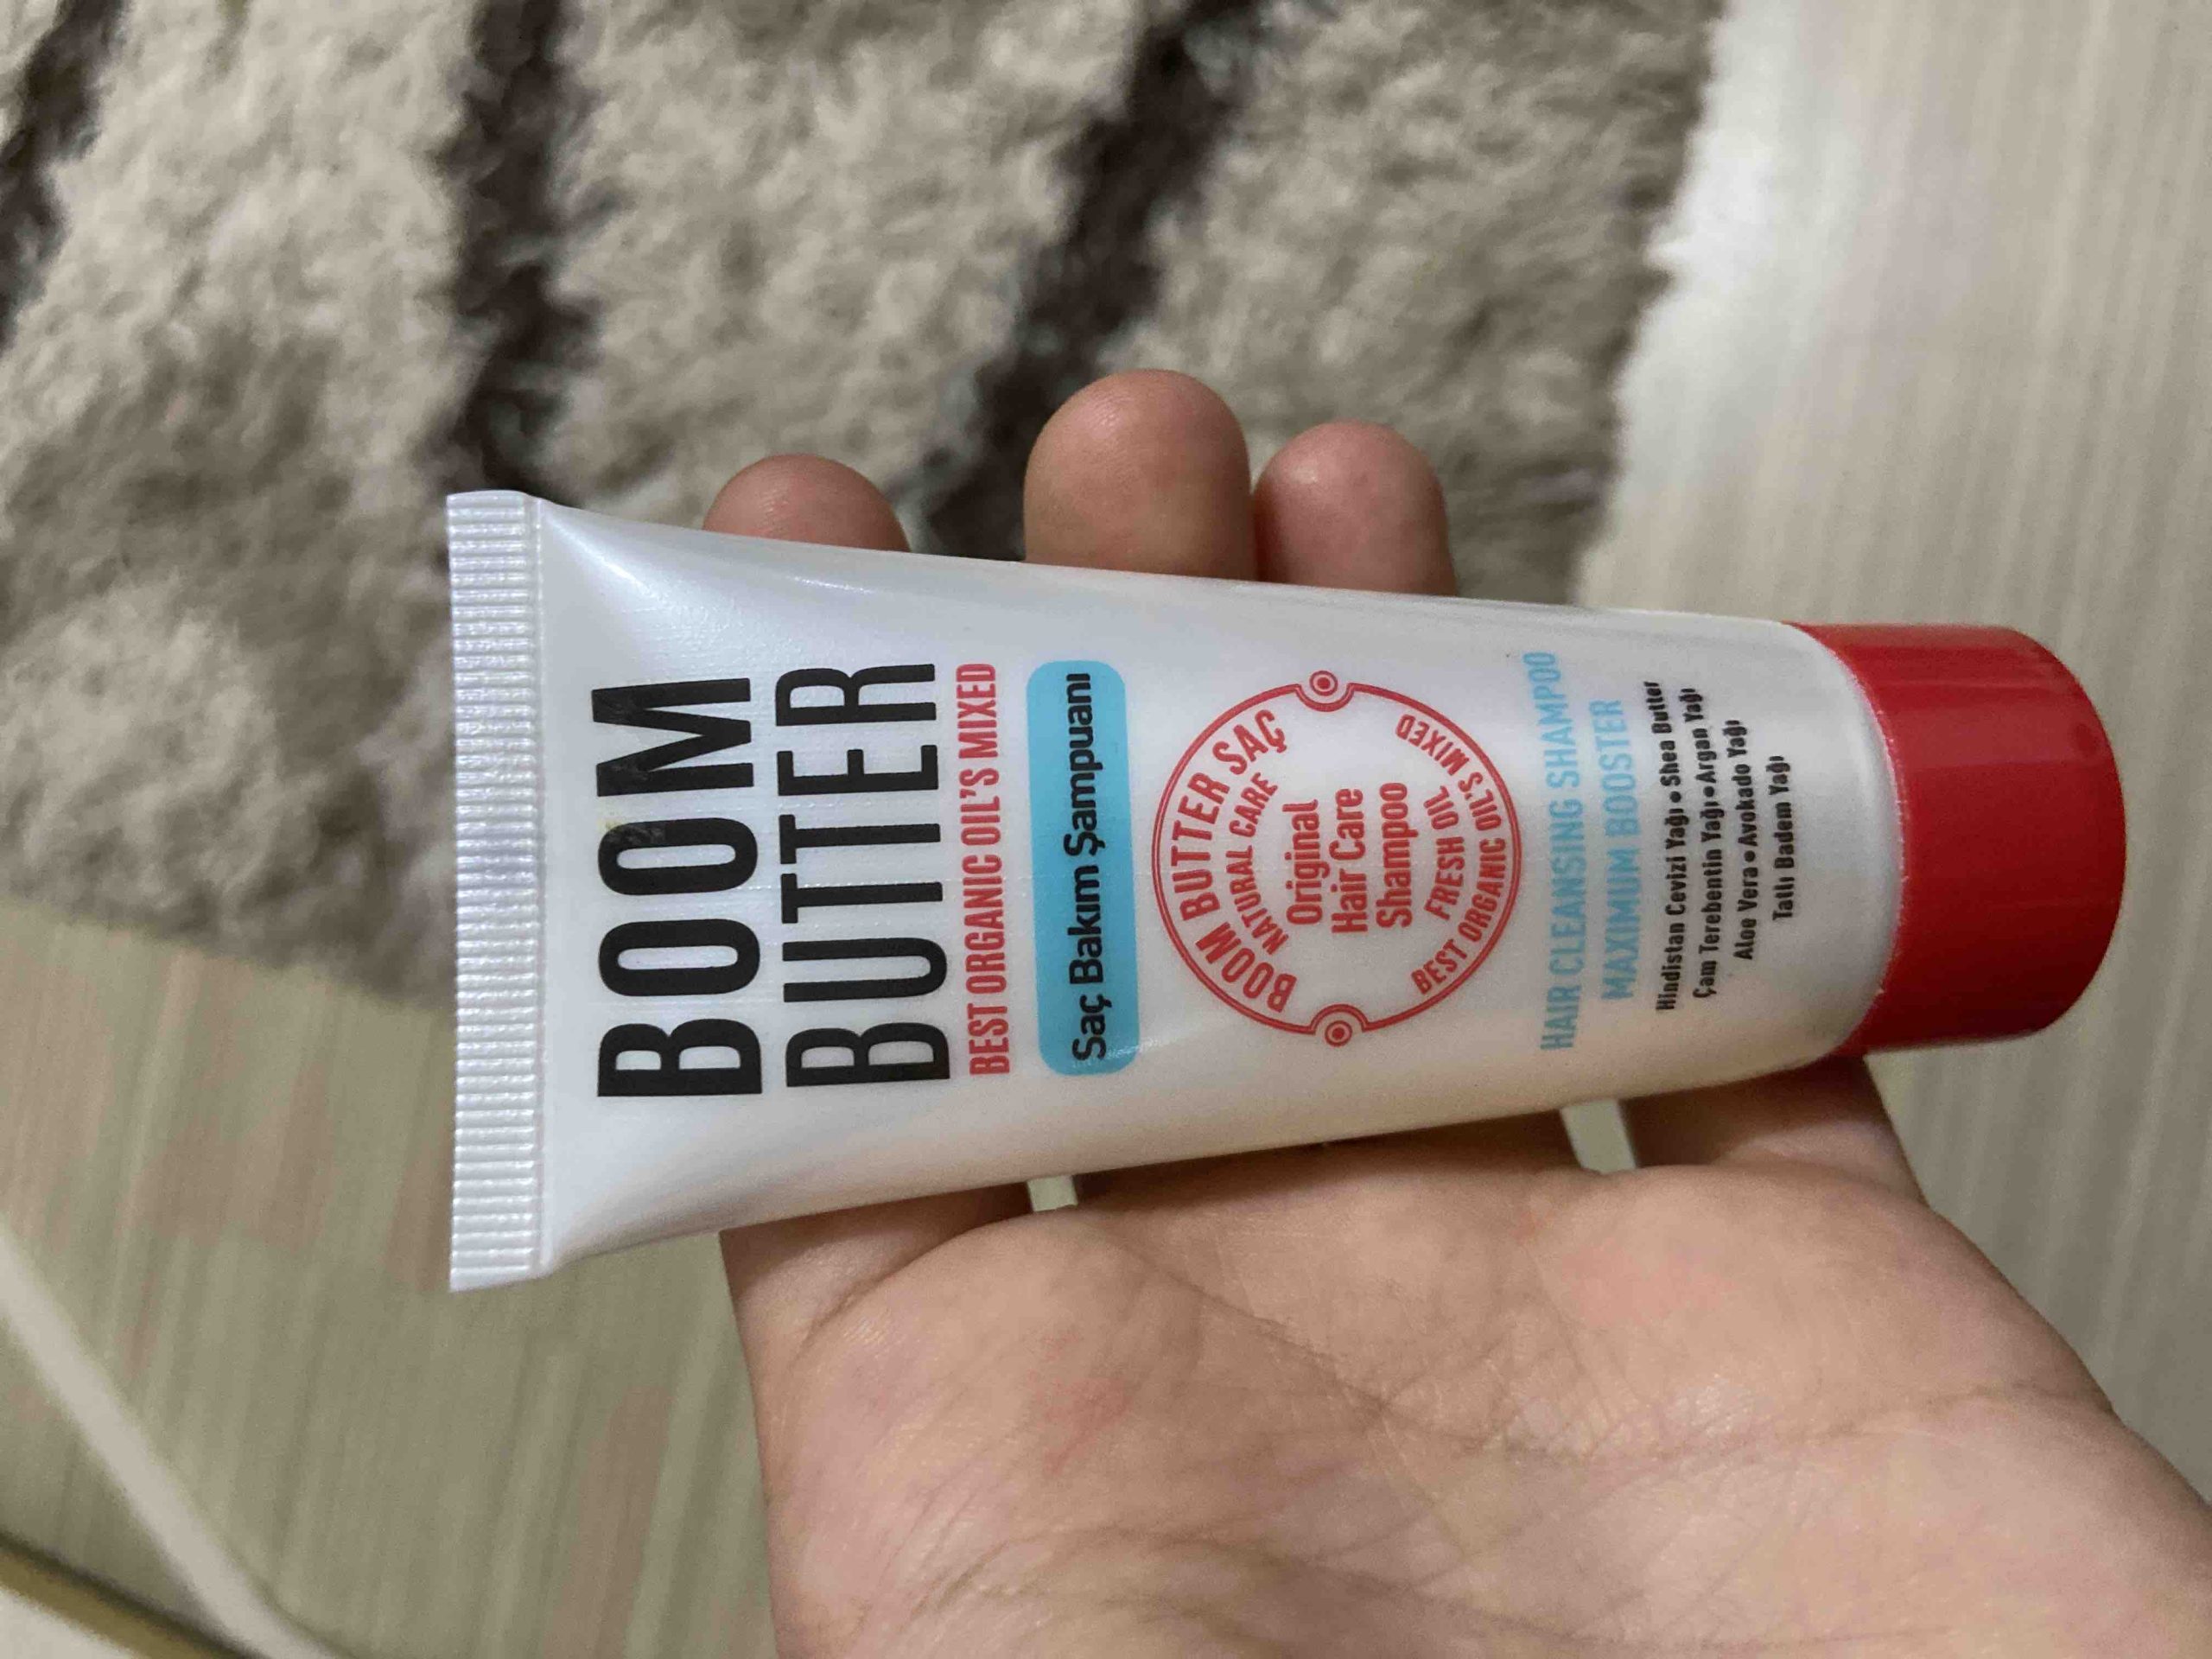 BOOM
BUTTER
BEST ORGANIC OIL'S MIXED
Saç Bakım Şampuanı
BOOM BUTTER SAÇ
NATURAL CARE
Original
Hair Care
Shampoo
FRESH OIL
BEST ORGANIC OIL'S MIXED
HAIR CLEANSING SHAMPOO
MAXIMUM BOOSTER
Hindistan Cevizi Yağı • Shea Butter
Çam Terebentin Yağı • Argan Yağı
Aloe Vera • Avokado Yağı
Tatlı Badem Yağı